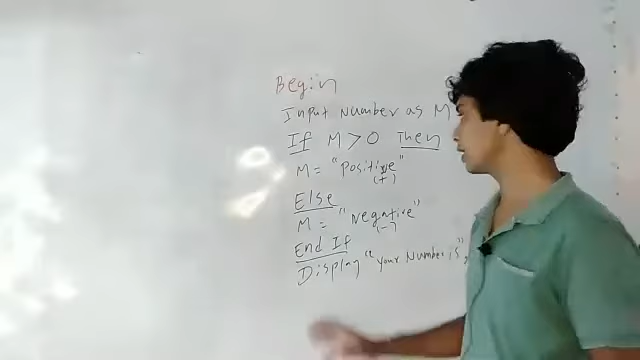 Begin
Input Number as M
If M > 0 Then
M = "Positive"
(+)
Else
M = "Negative"
(-)
End If
Display "your Number is",